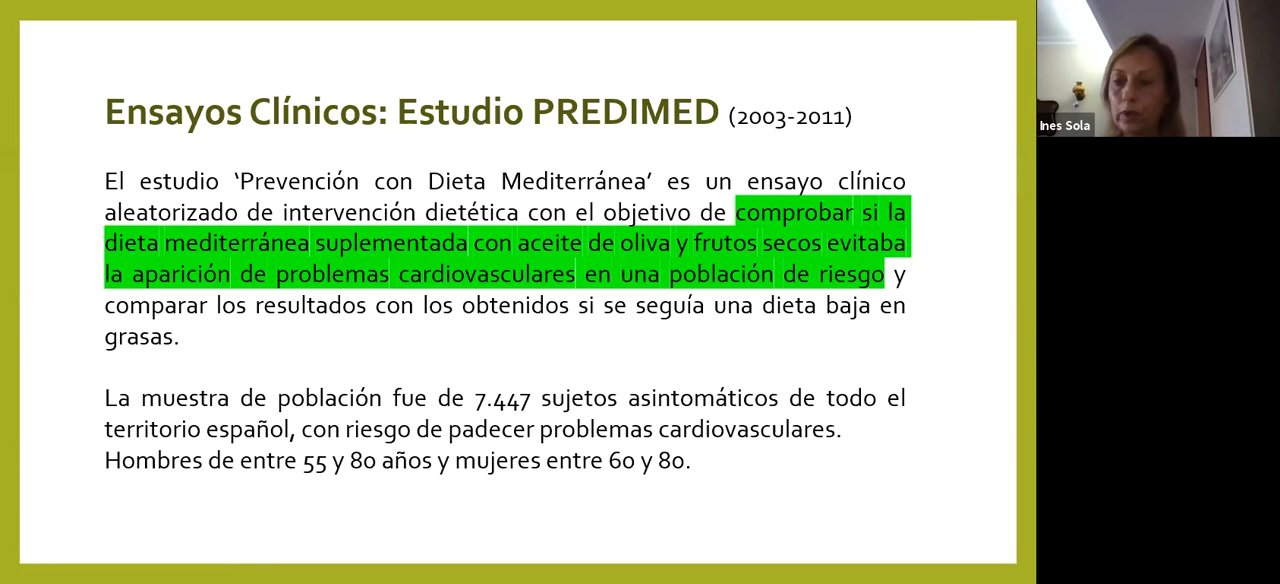 Ensayos Clínicos: Estudio PREDIMED (2003-2011)
El estudio ‘Prevención con Dieta Mediterránea’ es un ensayo clínico
aleatorizado de intervención dietética con el objetivo de comprobar si la
dieta mediterránea suplementada con aceite de oliva y frutos secos evitaba
la aparición de problemas cardiovasculares en una población de riesgo y
comparar los resultados con los obtenidos si se seguía una dieta baja en
grasas.
La muestra de población fue de 7.447 sujetos asintomáticos de todo el
territorio español, con riesgo de padecer problemas cardiovasculares.
Hombres de entre 55 y 80 años y mujeres entre 60 y 80.
Ines Sola